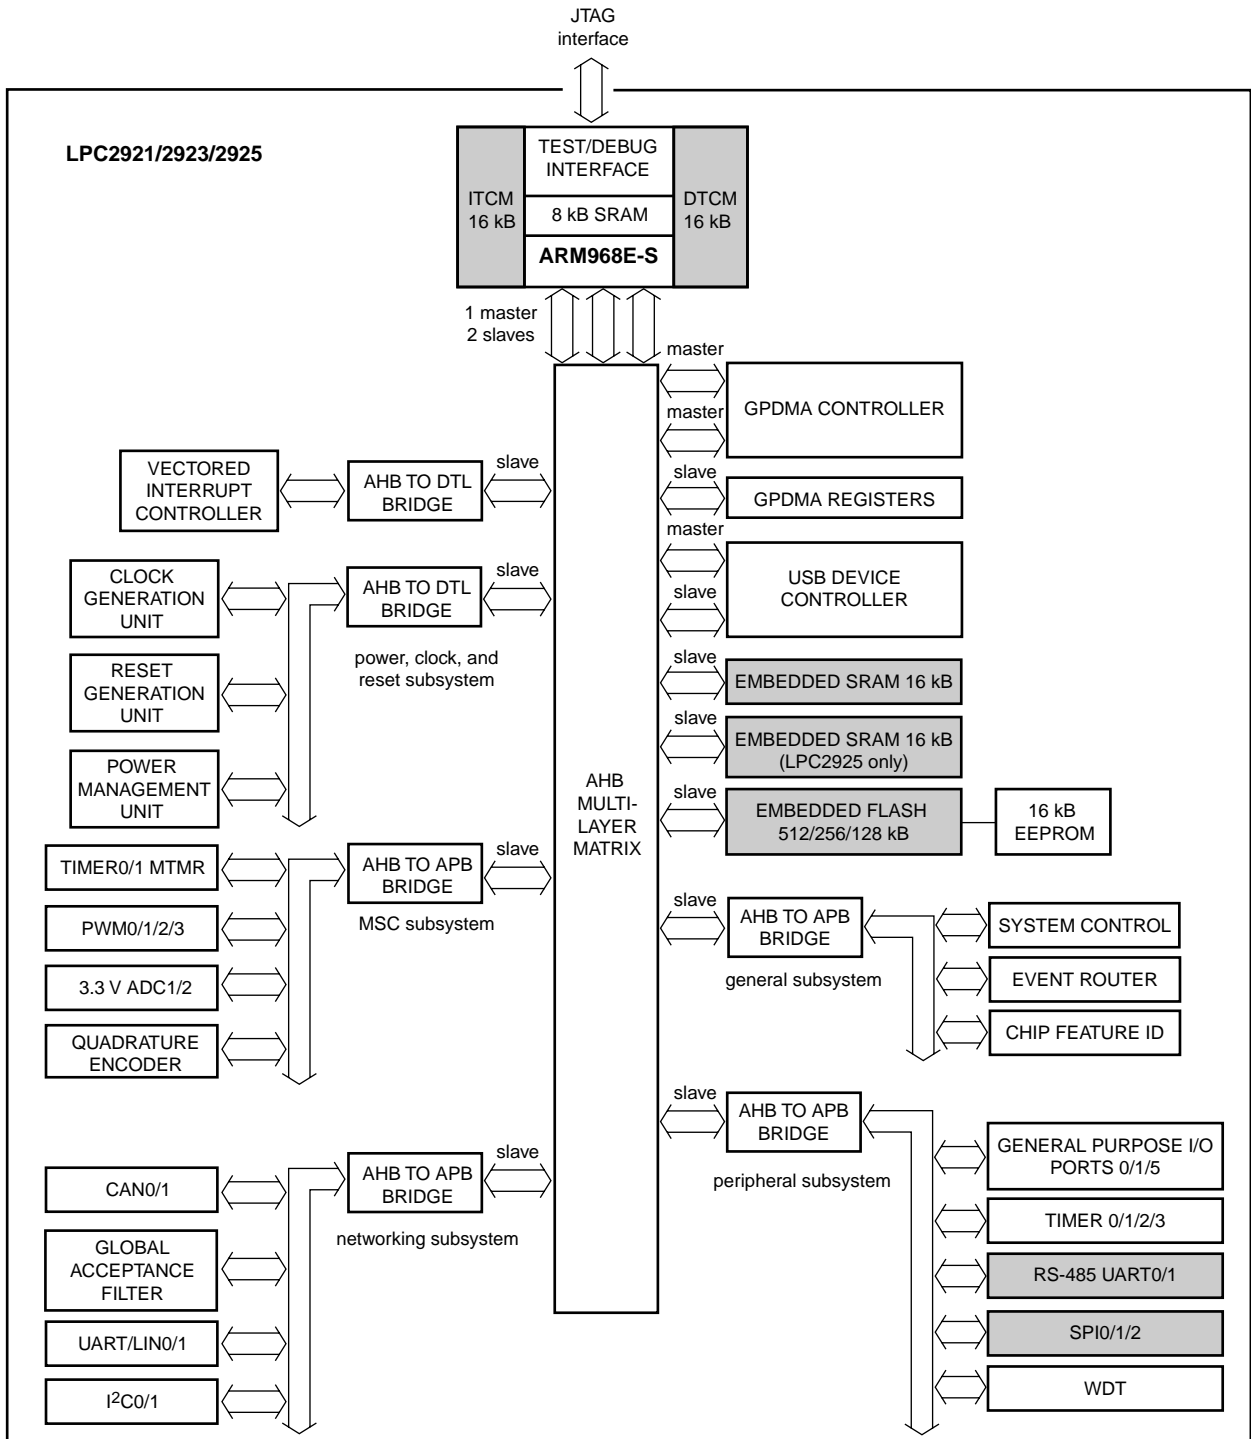 JTAG
interface
LPC2921/2923/2925
ITCM
16 kB
TEST/DEBUG
INTERFACE
8 kB SRAM
ARM968E-S
DTCM
16 kB
1 master
2 slaves
master
GPDMA CONTROLLER
master
slave
GPDMA REGISTERS
VECTORED
INTERRUPT
CONTROLLER
AHB TO DTL
BRIDGE
slave
master
USB DEVICE
CONTROLLER
slave
CLOCK
GENERATION
UNIT
AHB TO DTL
BRIDGE
slave
power, clock, and
reset subsystem
RESET
GENERATION
UNIT
POWER
MANAGEMENT
UNIT
slave
EMBEDDED SRAM 16 kB
slave
EMBEDDED SRAM 16 kB
(LPC2925 only)
AHB
MULTI-
LAYER
MATRIX
slave
EMBEDDED FLASH
512/256/128 kB
16 kB
EEPROM
TIMER0/1 MTMR
AHB TO APB
BRIDGE
slave
MSC subsystem
PWM0/1/2/3
3.3 V ADC1/2
QUADRATURE
ENCODER
slave
AHB TO APB
BRIDGE
general subsystem
SYSTEM CONTROL
EVENT ROUTER
CHIP FEATURE ID
slave
AHB TO APB
BRIDGE
peripheral subsystem
GENERAL PURPOSE I/O
PORTS 0/1/5
TIMER 0/1/2/3
RS-485 UART0/1
SPI0/1/2
WDT
CAN0/1
AHB TO APB
BRIDGE
slave
networking subsystem
GLOBAL
ACCEPTANCE
FILTER
UART/LIN0/1
I2C0/1